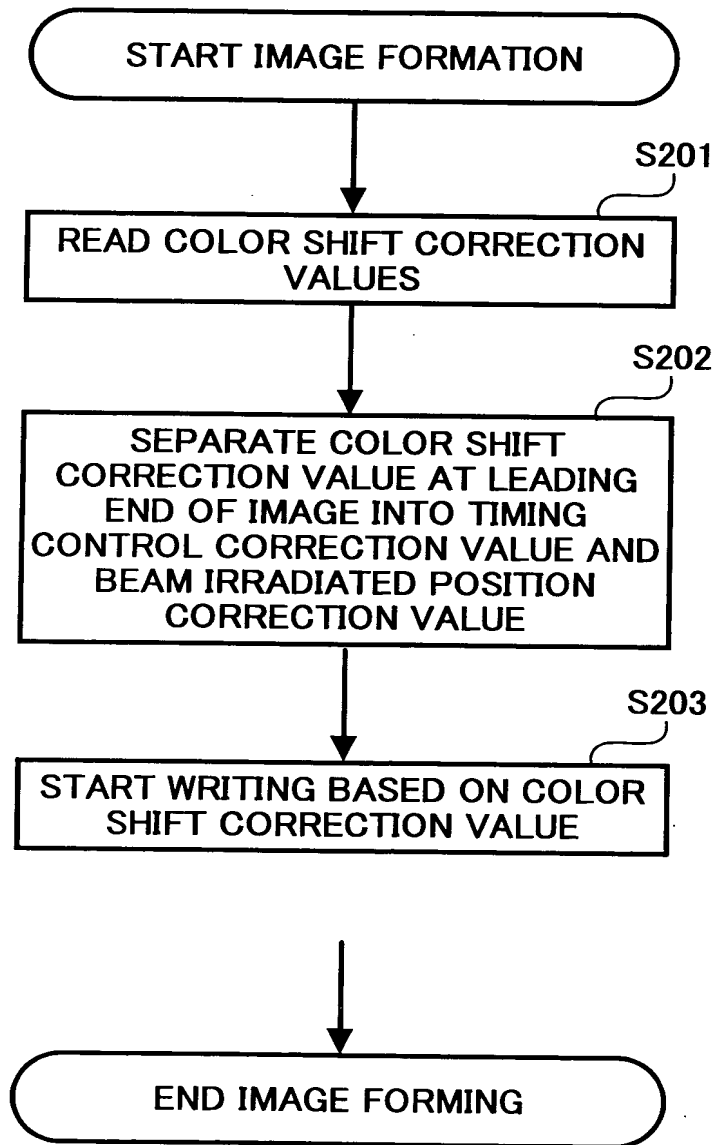 START IMAGE FORMATION
S201
READ COLOR SHIFT CORRECTION
VALUES
S202
SEPARATE COLOR SHIFT
CORRECTION VALUE AT LEADING
END OF IMAGE INTO TIMING
CONTROL CORRECTION VALUE AND
BEAM IRRADIATED POSITION
CORRECTION VALUE
S203
START WRITING BASED ON COLOR
SHIFT CORRECTION VALUE
END IMAGE FORMING